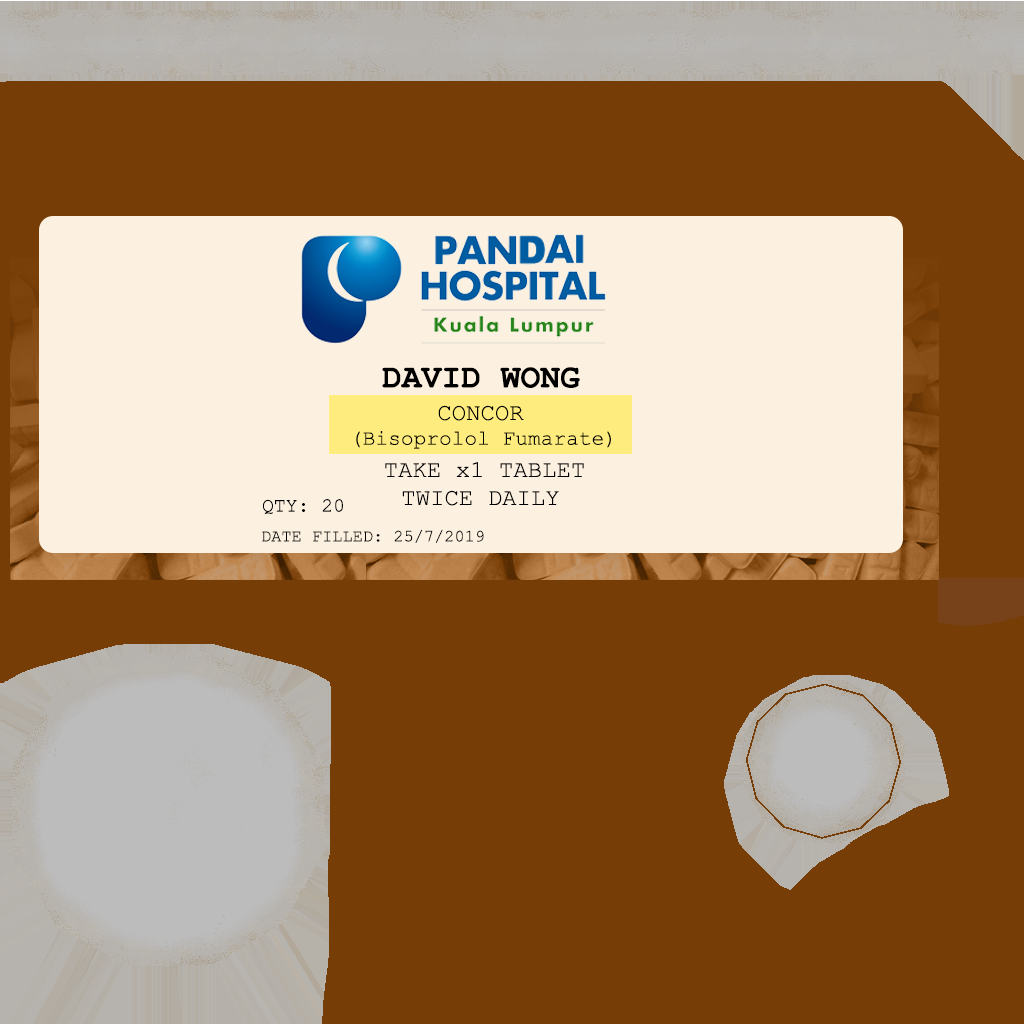 PANDAI
HOSPITAL
Kuala Lumpur
DAVID WONG
CONCOR
(Bisoprolol Fumarate)
TAKE x1 TABLET
TWICE DAILY
QTY: 20
DATE FILLED: 25/7/2019